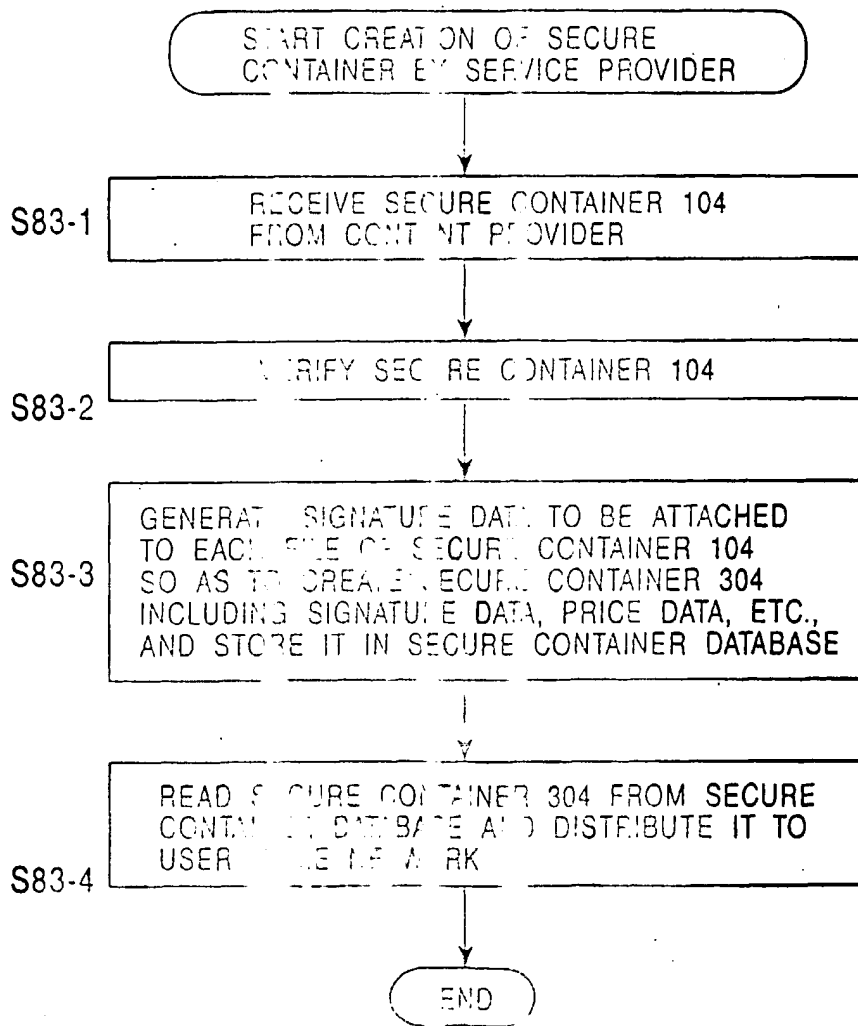 START CREATION OF SECURE
CONTAINER BY SERVICE PROVIDER
S83-1
RECEIVE SECURE CONTAINER 104
FROM CONTENT PROVIDER
S83-2
VERIFY SECURE CONTAINER 104
S83-3
GENERATE SIGNATURE DATA TO BE ATTACHED
TO EACH FILE OF SECURE CONTAINER 104
SO AS TO CREATE SECURE CONTAINER 304
INCLUDING SIGNATURE DATA, PRICE DATA, ETC.,
AND STORE IT IN SECURE CONTAINER DATABASE
S83-4
READ SECURE CONTAINER 304 FROM SECURE
CONTAINER DATABASE AND DISTRIBUTE IT TO
USER HOME NETWORK
END